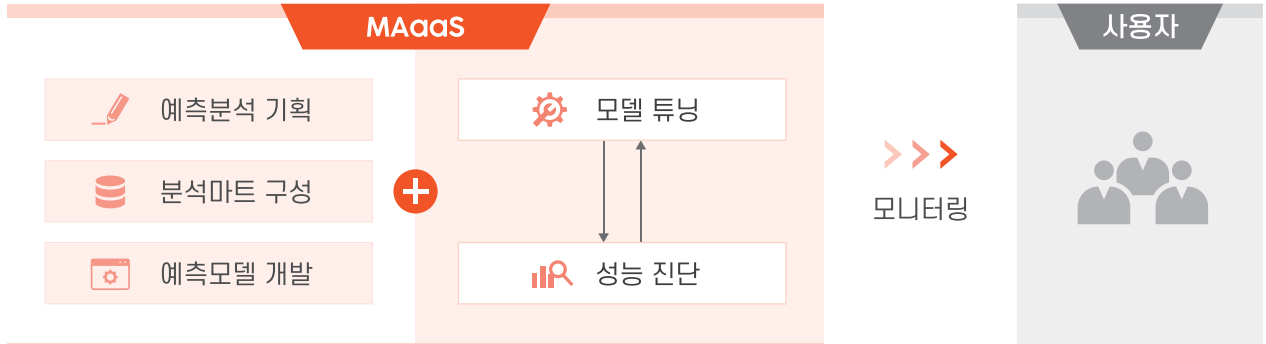 MAaaS
예측분석 기획
분석마트 구성
예측모델 개발
모델 튜닝
성능 진단
모니터링
사용자